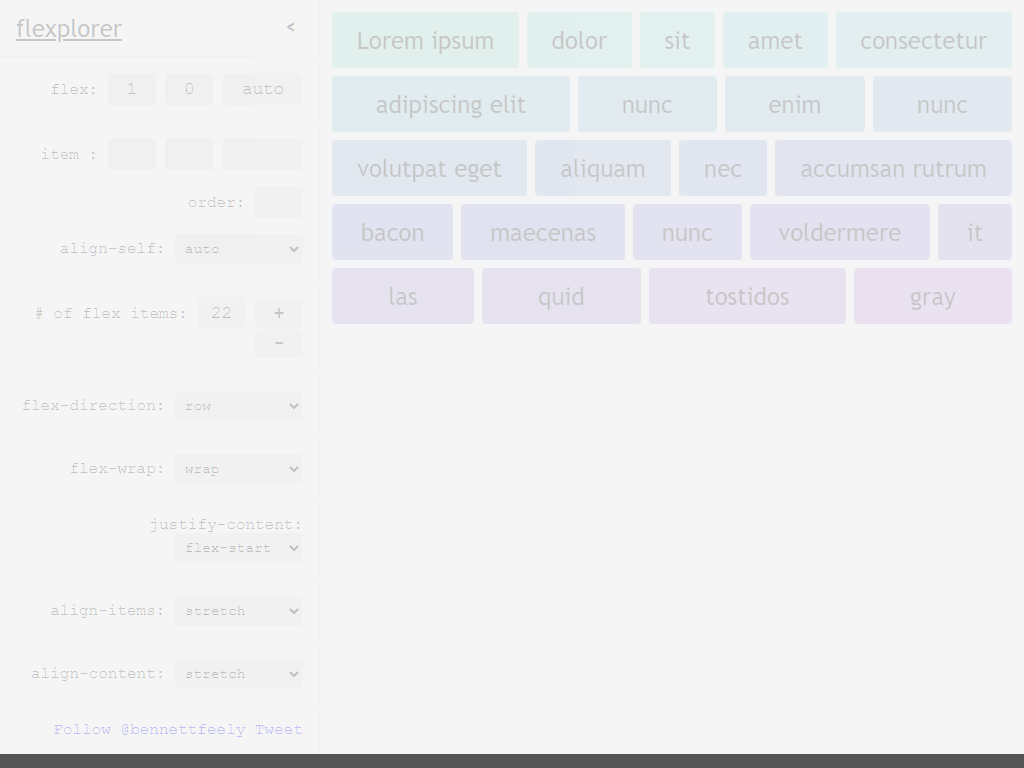 flexplorer <
flex: 1 0 auto
item :
order:
align-self: auto
# of flex items: 22 +
-
flex-direction: row
flex-wrap: wrap
justify-content:
flex-start
align-items: stretch
align-content: stretch
Follow @bennettfeely Tweet
Lorem ipsum dolor sit amet consectetur
adipiscing elit nunc enim nunc
volutpat eget aliquam nec accumsan rutrum
bacon maecenas nunc voldermere it
las quid tostidos gray